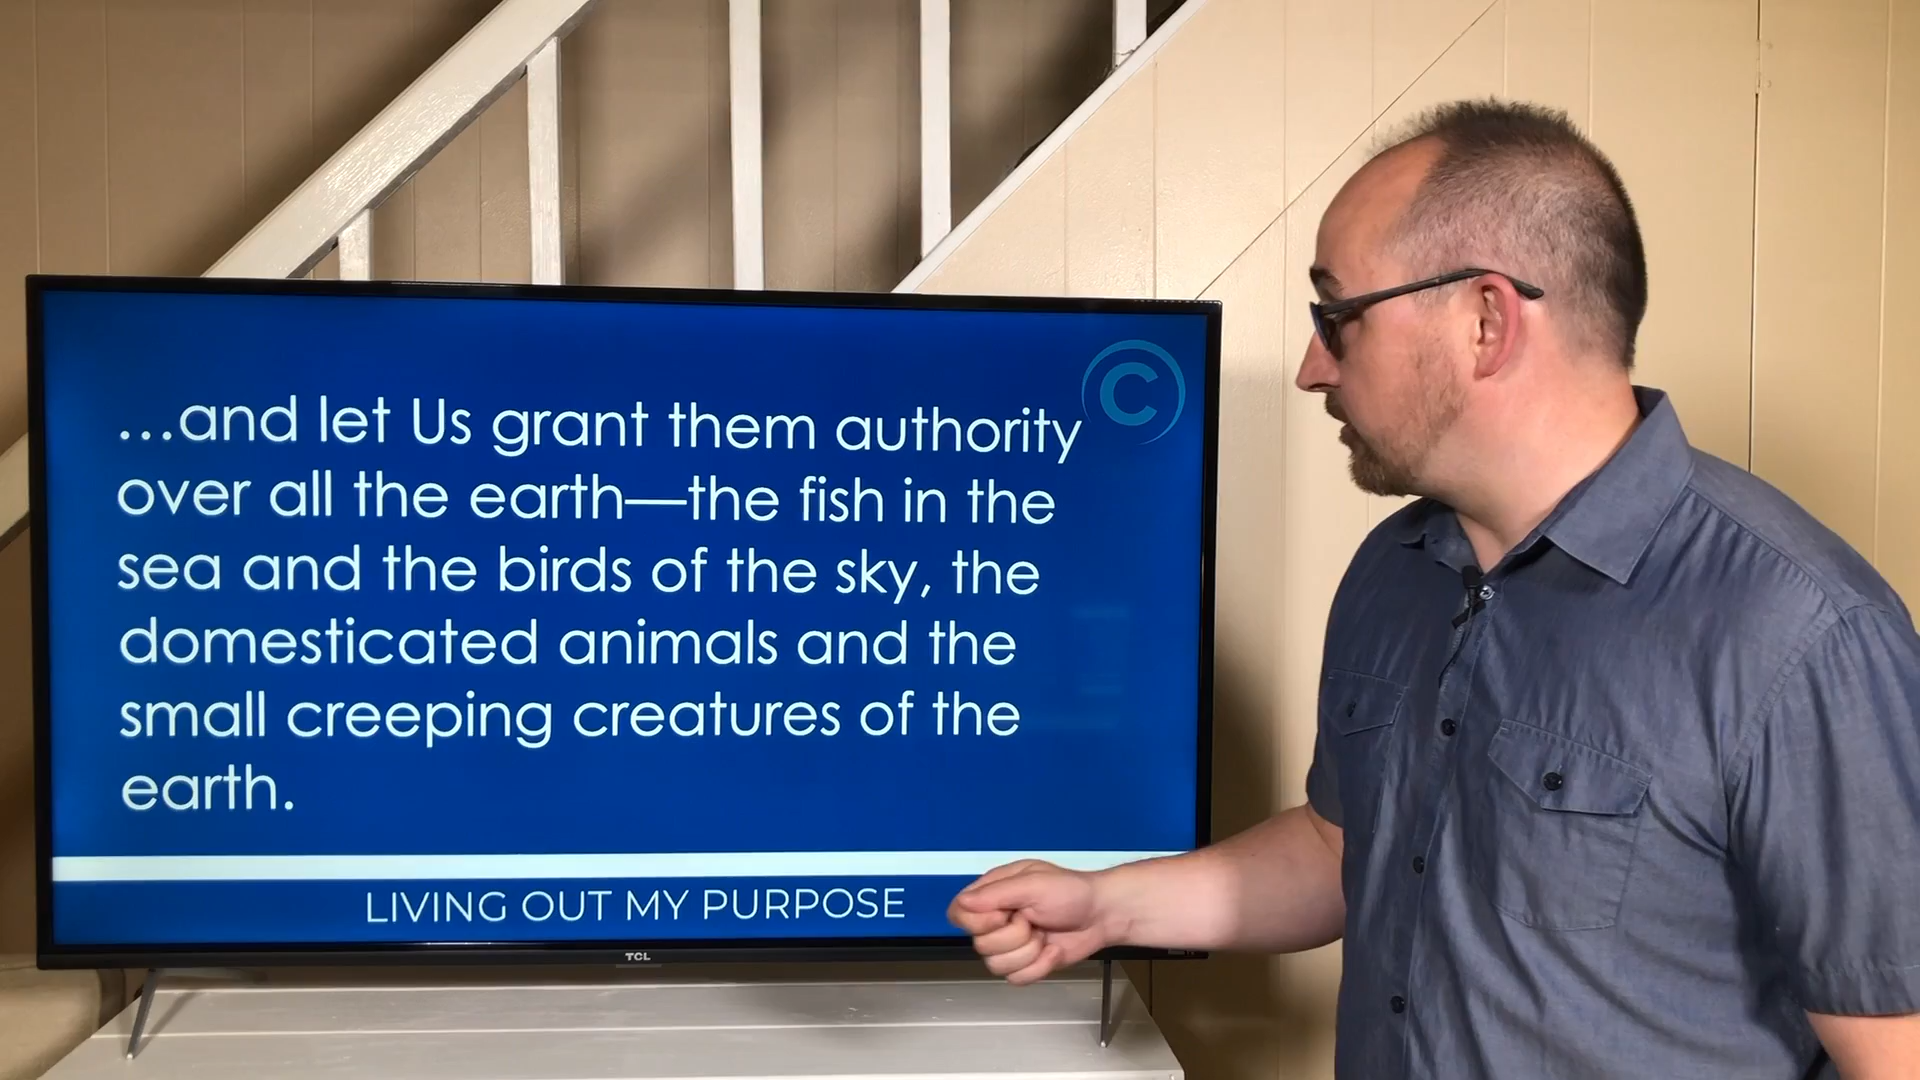 C
…and let Us grant them authority
over all the earth—the fish in the
sea and the birds of the sky, the
domesticated animals and the
small creeping creatures of the
earth.
LIVING OUT MY PURPOSE
TCL